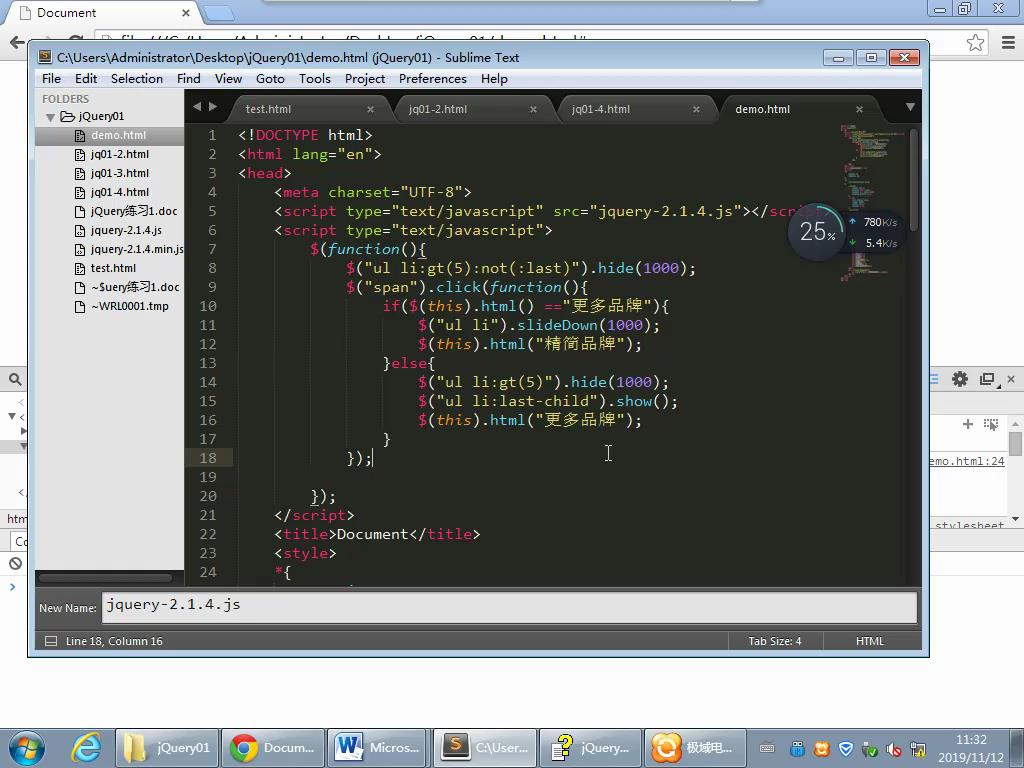 Document
C:\Users\Administrator\Desktop\jQuery01\demo.html (jQuery01) - Sublime Text
File Edit Selection Find View Goto Tools Project Preferences Help
FOLDERS
jQuery01
demo.html
jq01-2.html
jq01-3.html
jq01-4.html
jQuery练习1.doc
jquery-2.1.4.js
jquery-2.1.4.min.js
test.html
~$uery练习1.doc
~WRL0001.tmp
test.html jq01-2.html jq01-4.html demo.html
1 <!DOCTYPE html>
2 <html lang="en">
3 <head>
4 <meta charset="UTF-8">
5 <script type="text/javascript" src="jquery-2.1.4.js"></script>
6 <script type="text/javascript">
7 $(function(){
8 $("ul li:gt(5):not(:last)").hide(1000);
9 $("span").click(function(){
10 if($(this).html() =="更多品牌"){
11 $("ul li").slideDown(1000);
12 $(this).html("精简品牌");
13 }else{
14 $("ul li:gt(5)").hide(1000);
15 $("ul li:last-child").show();
16 $(this).html("更多品牌");
17 }
18 });
19
20 });
21 </script>
22 <title>Document</title>
23 <style>
24 *{
25%
780K/s
5.4K/s
emo.html:24
stylesheet
htm
Co
New Name: jquery-2.1.4.js
Line 18, Column 16
Tab Size: 4
HTML
jQuery01
Docum...
Micros...
C:\User...
jQuery...
极域电...
11:32
2019/11/12